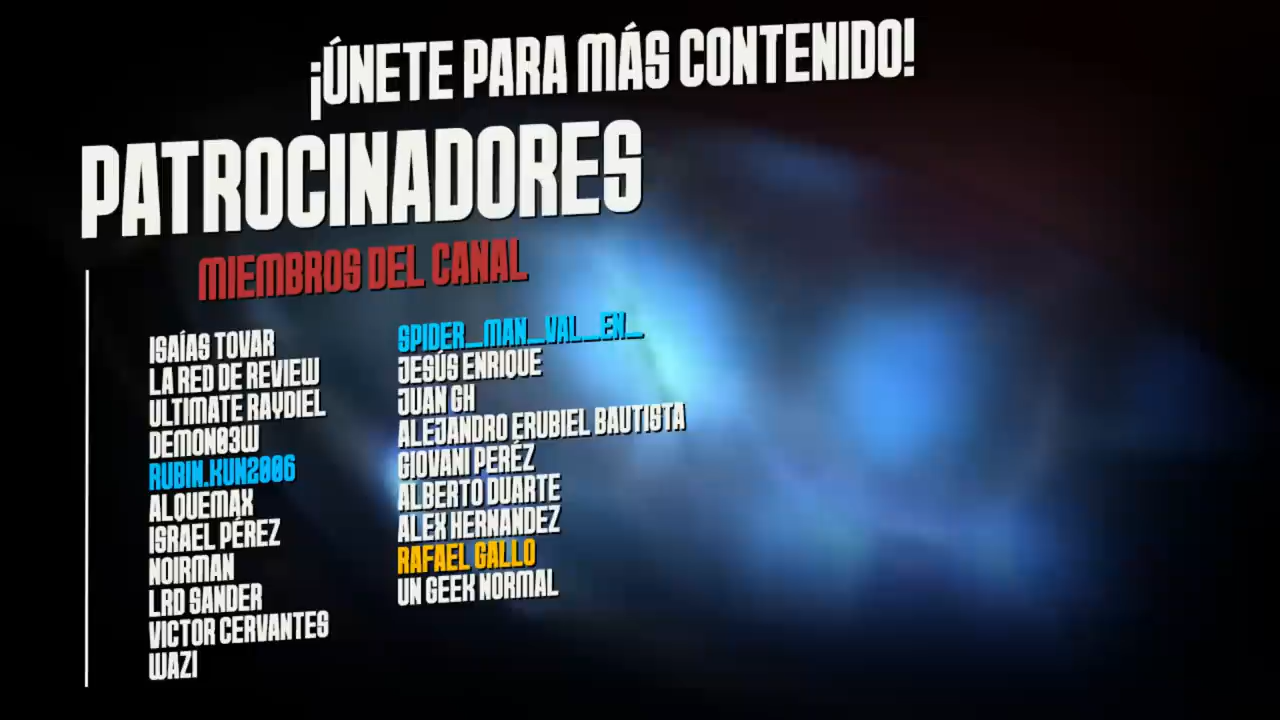 ¡ÚNETE PARA MÁS CONTENIDO!
PATROCINADORES
MIEMBROS DEL CANAL
ISAÍAS TOVAR
LA RED DE REVIEW
ULTIMATE RAYDIEL
DEMON03W
RUBIN.KUN2006
ALQUEMAX
ISRAEL PÉREZ
NOIRMAN
LRD SANDER
VICTOR CERVANTES
WAZI
SPIDER_MAN_VAL_EN_
JESÚS ENRIQUE
JUAN GH
ALEJANDRO ERUBIEL BAUTISTA
GIOVANI PERÉZ
ALBERTO DUARTE
ALEX HERNANDEZ
RAFAEL GALLO
UN GEEK NORMAL